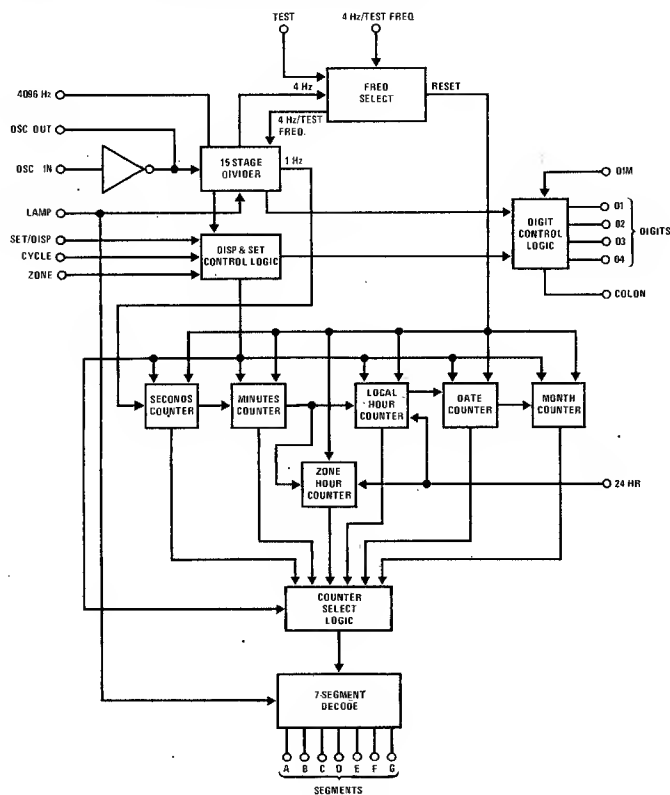 TEST
4 Hz/TEST FREQ.
4096 Hz
4 Hz
FREQ
SELECT
RESET
OSC OUT
4 Hz/TEST
FREQ.
OSC IN
15 STAGE
DIVIDER
1 Hz
D1M
LAMP
DIGIT
CONTROL
LOGIC
D1
D2
D3
D4
DIGITS
SET/DISP
CYCLE
ZONE
DISP & SET
CONTROL LOGIC
COLON
SECONDS
COUNTER
MINUTES
COUNTER
LOCAL
HOUR
COUNTER
DATE
COUNTER
MONTH
COUNTER
ZONE
HOUR
COUNTER
24 HR
COUNTER
SELECT
LOGIC
7-SEGMENT
DECODE
A B C D E F G
SEGMENTS